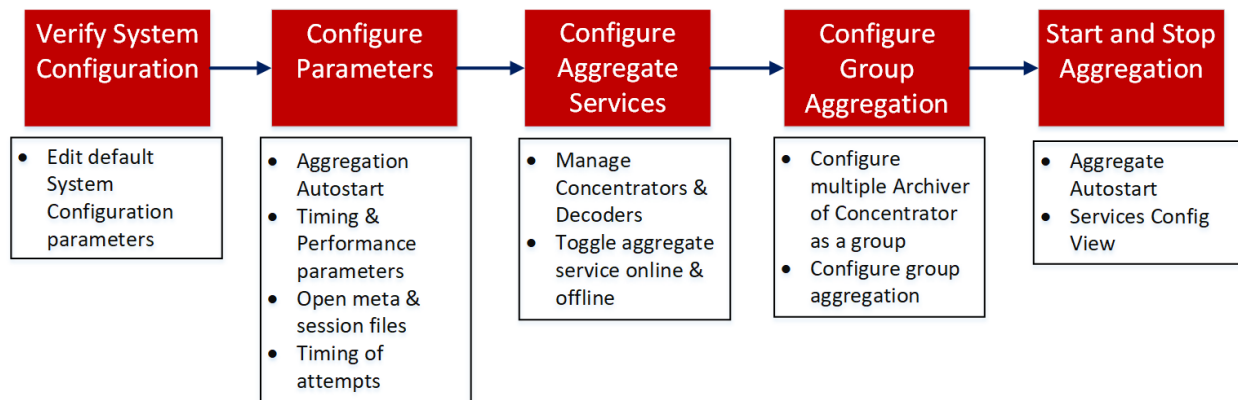 Verify System
Configuration
Configure
Parameters
Configure
Aggregate
Services
Configure
Group
Aggregation
Start and Stop
Aggregation
• Edit default
System
Configuration
parameters
• Aggregation
Autostart
• Timing &
Performance
parameters
• Open meta &
session files
• Timing of
attempts
• Manage
Concentrators &
Decoders
• Toggle aggregate
service online &
offline
• Configure
multiple Archiver
of Concentrator
as a group
• Configure group
aggregation
• Aggregate
Autostart
• Services Config
View